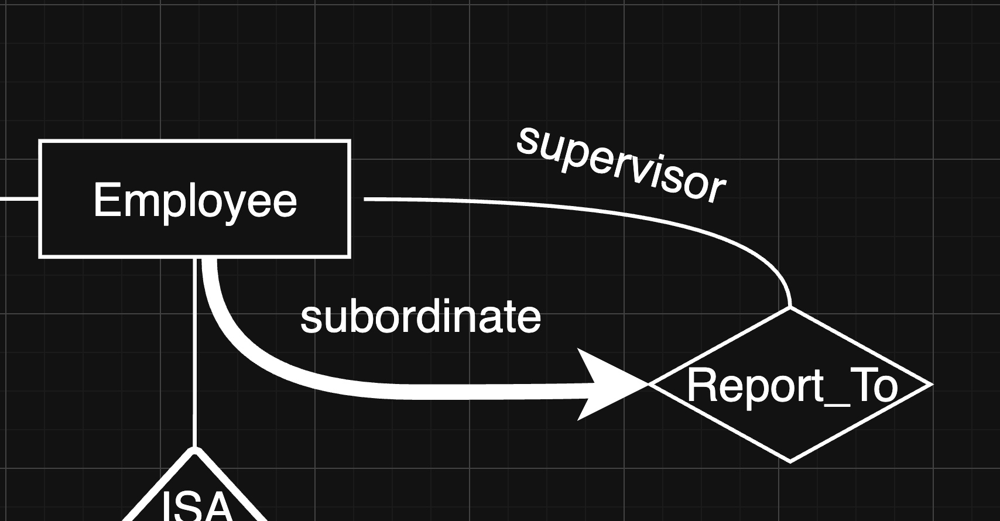 supervisor
Employee
subordinate
Report_To
ISA